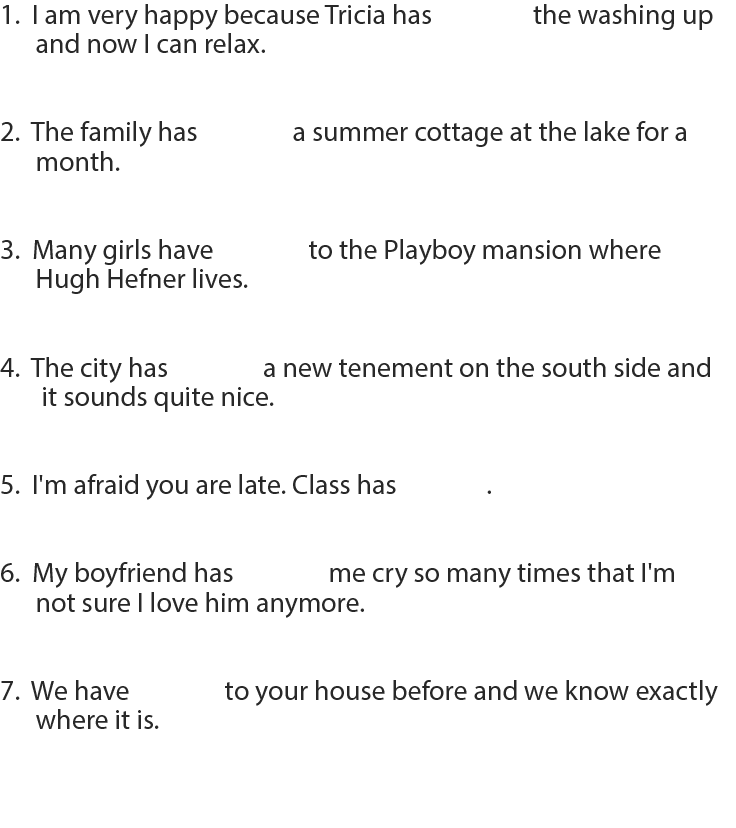 1. I am very happy because Tricia has the washing up
and now I can relax.
2. The family has a summer cottage at the lake for a
month.
3. Many girls have to the Playboy mansion where
Hugh Hefner lives.
4. The city has a new tenement on the south side and
it sounds quite nice.
5. I'm afraid you are late. Class has .
6. My boyfriend has me cry so many times that I'm
not sure I love him anymore.
7. We have to your house before and we know exactly
where it is.